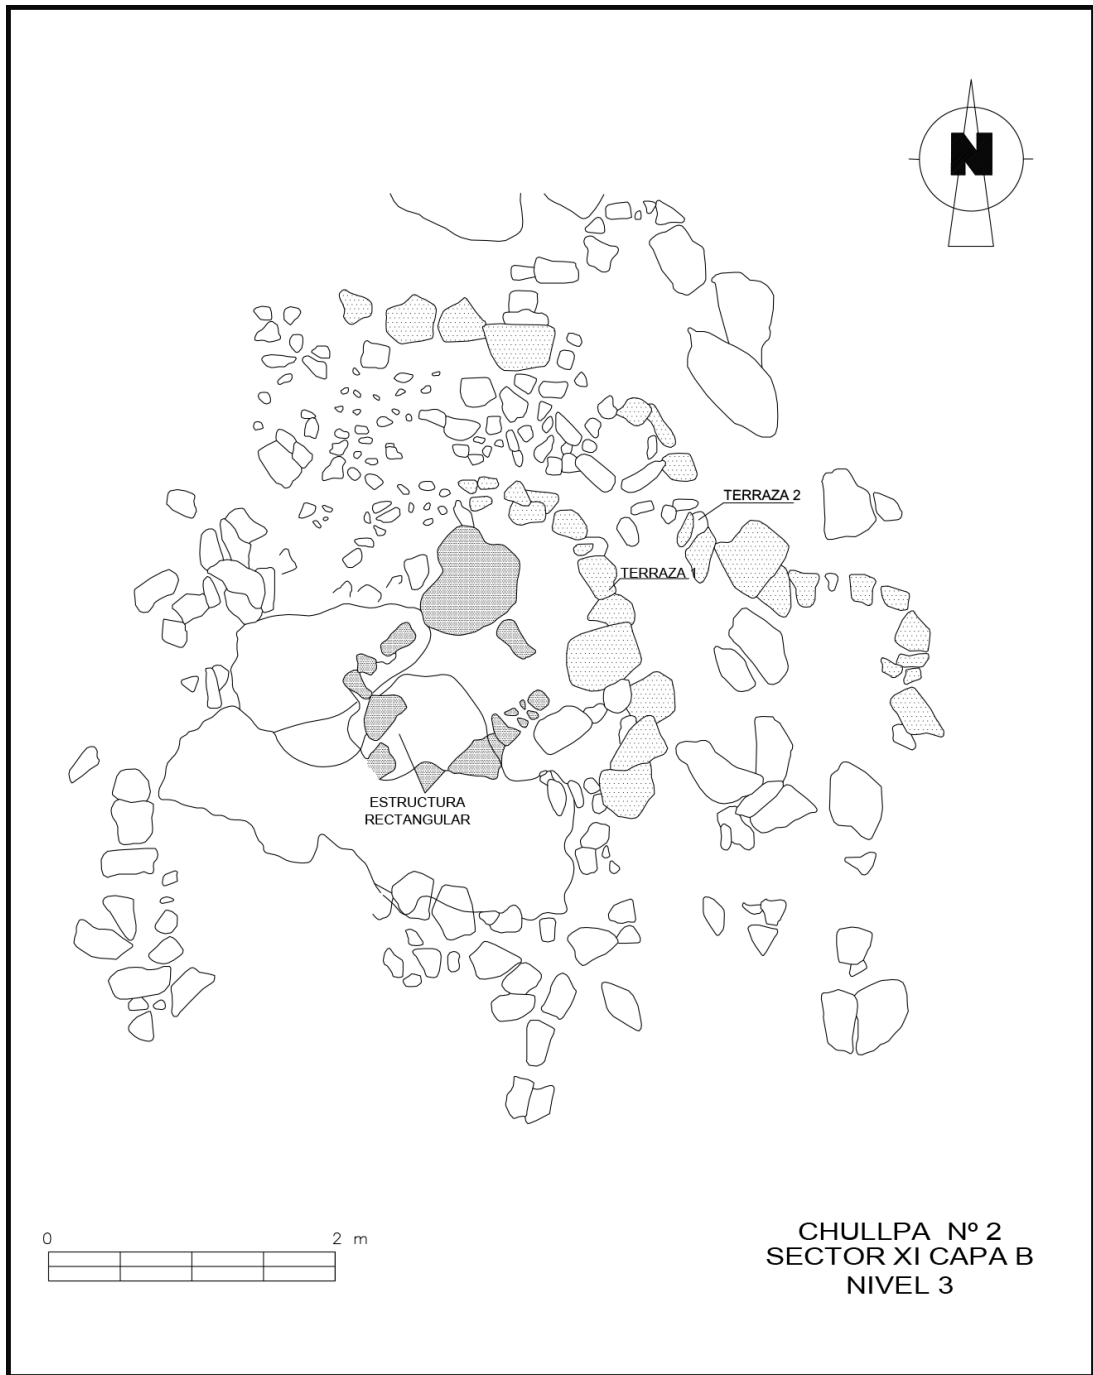 N
TERRAZA 2
TERRAZA 1
ESTRUCTURA
RECTANGULAR
0 2 m
CHULLPA Nº 2
SECTOR XI CAPA B
NIVEL 3